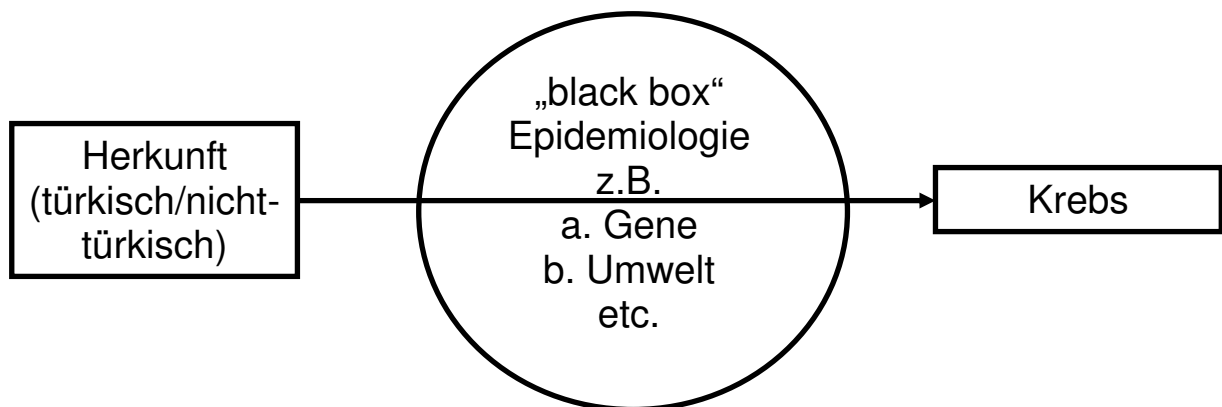 Herkunft
(türkisch/nicht-
türkisch)
„black box“
Epidemiologie
z.B.
a. Gene
b. Umwelt
etc.
Krebs